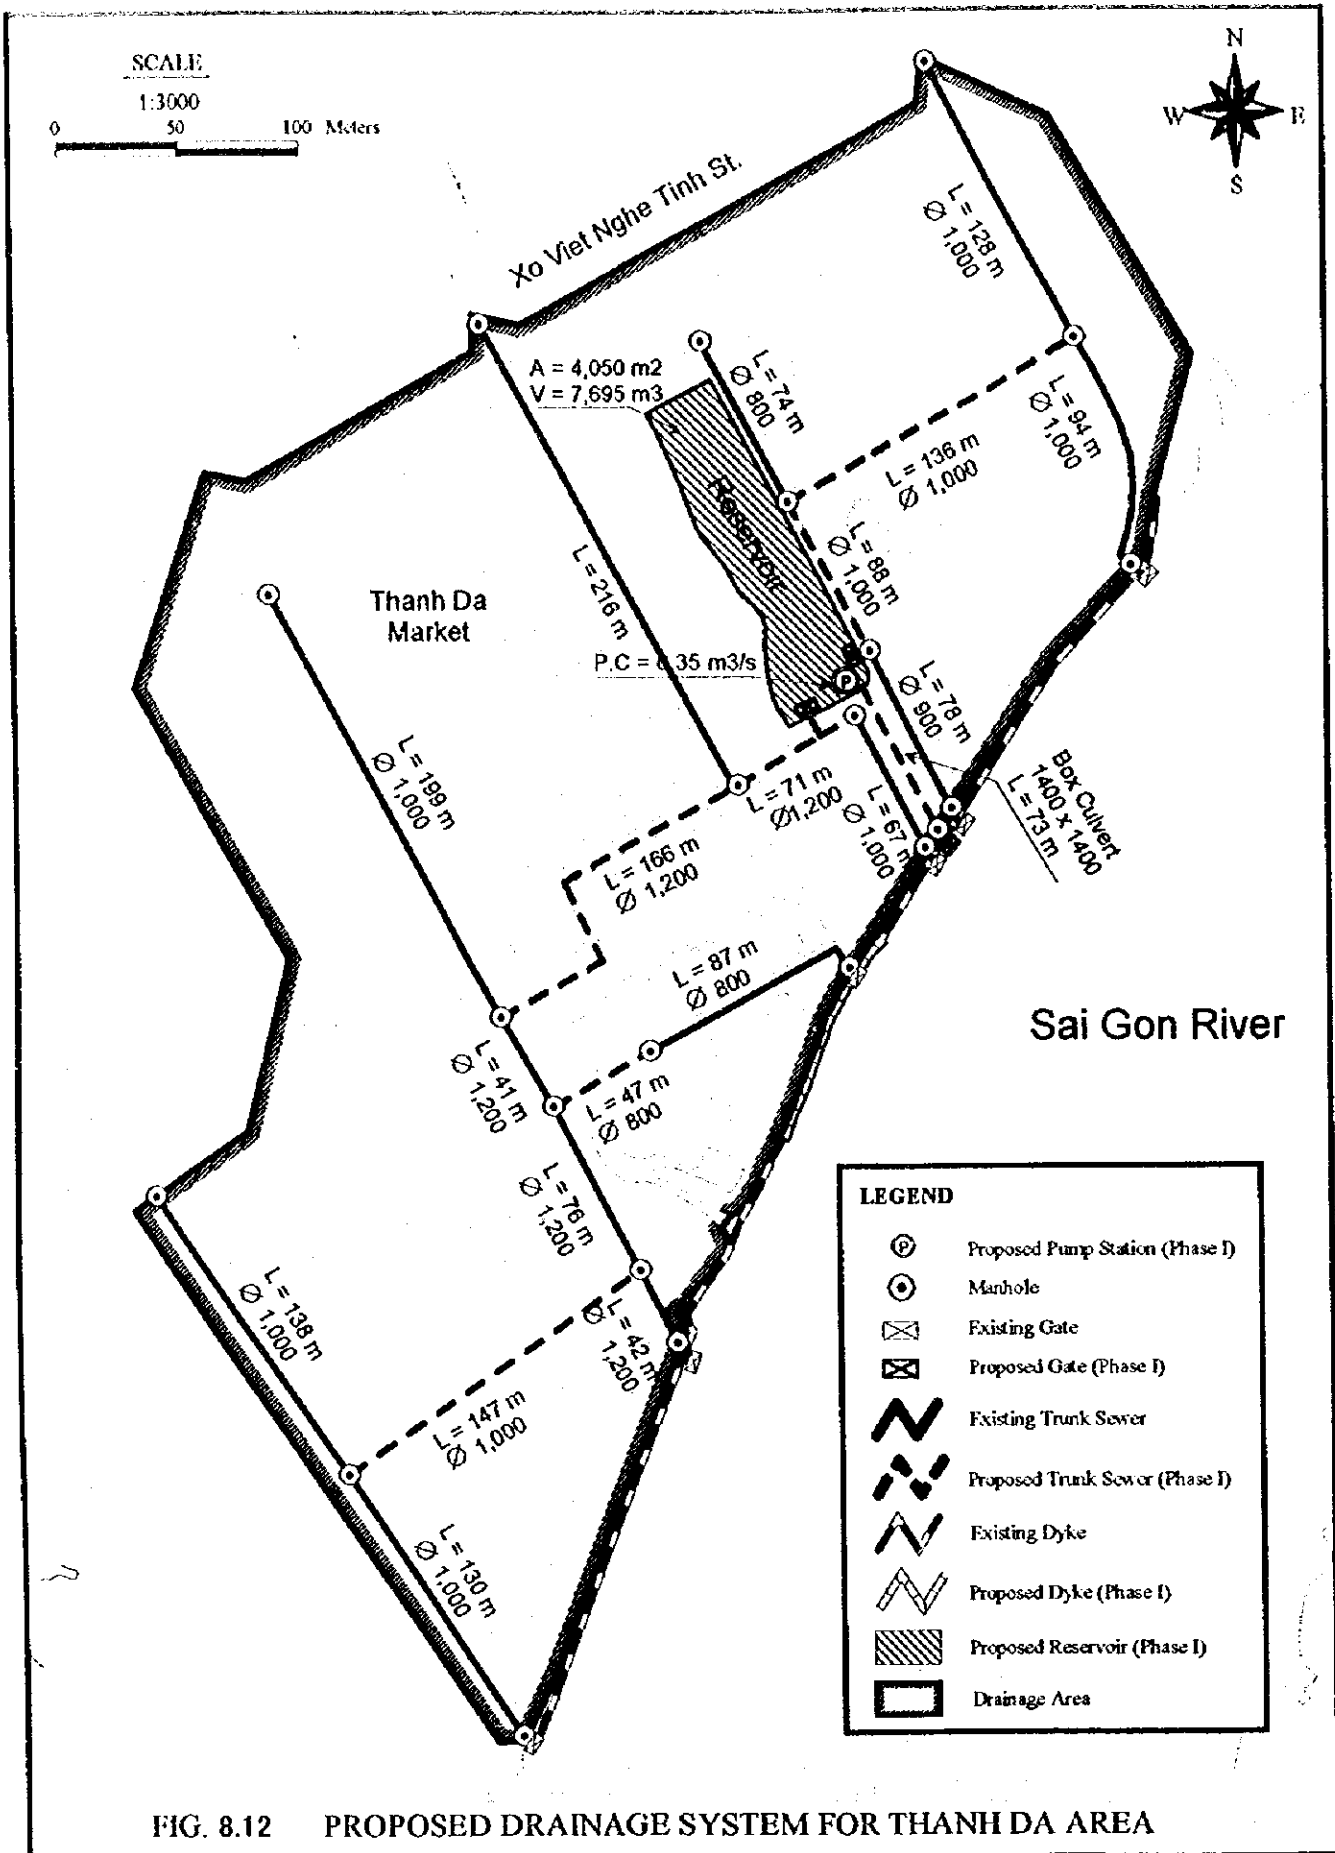 SCALE
1:3000
0 50 100 Meters
N
W E
S
Xo Viet Nghe Tinh St.
L = 128 m
Ø 1,000
A = 4,050 m2
V = 7,695 m3
L = 74 m
Ø 800
L = 94 m
Ø 1,000
L = 136 m
Ø 1,000
Reservoir
L = 88 m
Ø 1,000
L = 216 m
Thanh Da
Market
P.C = 0,35 m3/s
P
L = 78 m
Ø 900
Box Culvert
1400 x 1400
L = 73 m
L = 199 m
Ø 1,000
L = 71 m
Ø1,200
L = 67 m
Ø 1,000
L = 166 m
Ø 1,200
L = 87 m
Ø 800
Sai Gon River
L = 41 m
Ø 1,200
L = 47 m
Ø 800
L = 76 m
Ø 1,200
L = 138 m
Ø 1,000
L = 42 m
Ø 1,200
L = 147 m
Ø 1,000
L = 130 m
Ø 1,000
LEGEND
P Proposed Pump Station (Phase I)
Manhole
Existing Gate
Proposed Gate (Phase I)
Existing Trunk Sewer
Proposed Trunk Sewer (Phase I)
Existing Dyke
Proposed Dyke (Phase I)
Proposed Reservoir (Phase I)
Drainage Area
FIG. 8.12 PROPOSED DRAINAGE SYSTEM FOR THANH DA AREA